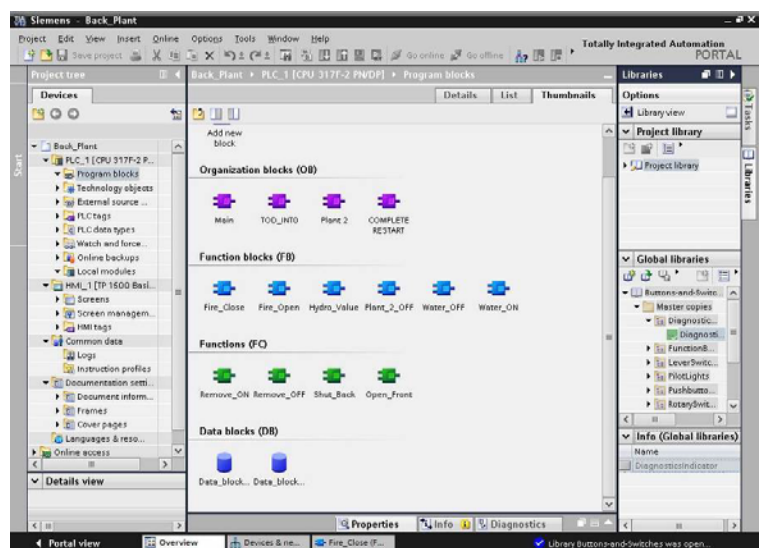 Siemens - Back_Plant
Project Edit View Insert Online Options Tools Window Help
Totally Integrated Automation
PORTAL
Save project
Go online
Go offline
Project tree
Devices
Start
Back_Plant
PLC_1 [CPU 317F-2 P...
Program blocks
Technology objects
External source ...
PLC tags
PLC data types
Watch and force...
Online backups
Local modules
HMI_1 [TP 1500 Basi...
Screens
Screen managem...
HMI tags
Common data
Logs
Instruction profiles
Documentation setti...
Document inform...
Frames
Cover pages
Languages & reso...
Online access
Details view
Back_Plant ▸ PLC_1 [CPU 317F-2 PN/DP] ▸ Program blocks
Details List Thumbnails
Add new
block
Organization blocks (OB)
Main TOD_INT0 Plant 2 COMPLETE
RESTART
Function blocks (FB)
Fire_Close Fire_Open Hydro_Value Plant_2_OFF Water_OFF Water_ON
Functions (FC)
Remove_ON Remove_OFF Shut_Back Open_Front
Data blocks (DB)
Data_block... Data_block...
Properties Info Diagnostics
Libraries
Options
Library view
Project library
Project library
Global libraries
Buttons-and-Switc...
Master copies
Diagnostic...
Diagnosti...
FunctionB...
LeverSwitc...
PilotLights
Pushbutto...
RotarySwit...
Info (Global libraries)
Name
DiagnosticsIndicator
Tasks
Libraries
Portal view
Overview
Devices & ne...
Fire_Close (F...
Library Buttons-and-Switches was open...